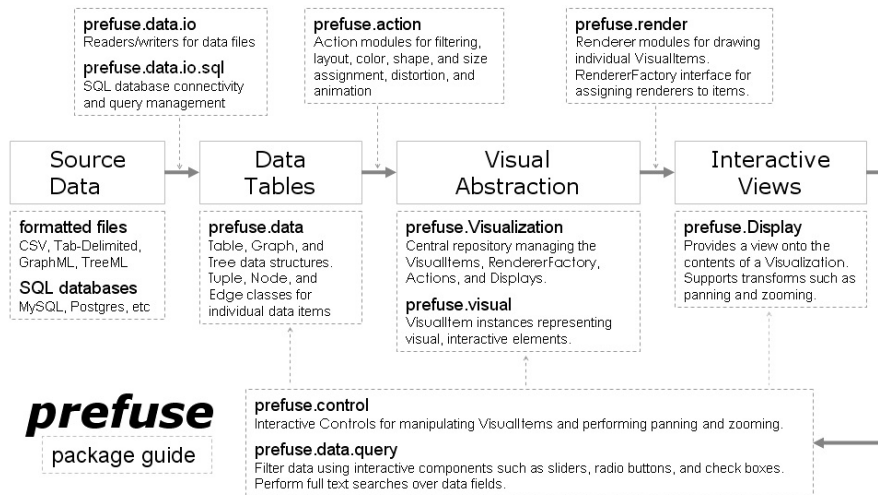 prefuse.data.io
Readers/writers for data files
prefuse.data.io.sql
SQL database connectivity
and query management
prefuse.action
Action modules for filtering,
layout, color, shape, and size
assignment, distortion, and
animation
prefuse.render
Renderer modules for drawing
individual VisualItems.
RendererFactory interface for
assigning renderers to items.
Source
Data
Data
Tables
Visual
Abstraction
Interactive
Views
formatted files
CSV, Tab-Delimited,
GraphML, TreeML
SQL databases
MySQL, Postgres, etc
prefuse.data
Table, Graph, and
Tree data structures.
Tuple, Node, and
Edge classes for
individual data items
prefuse.Visualization
Central repository managing the
VisualItems, RendererFactory,
Actions, and Displays.
prefuse.visual
VisualItem instances representing
visual, interactive elements.
prefuse.Display
Provides a view onto the
contents of a Visualization.
Supports transforms such as
panning and zooming.
prefuse
package guide
prefuse.control
Interactive Controls for manipulating VisualItems and performing panning and zooming.
prefuse.data.query
Filter data using interactive components such as sliders, radio buttons, and check boxes.
Perform full text searches over data fields.